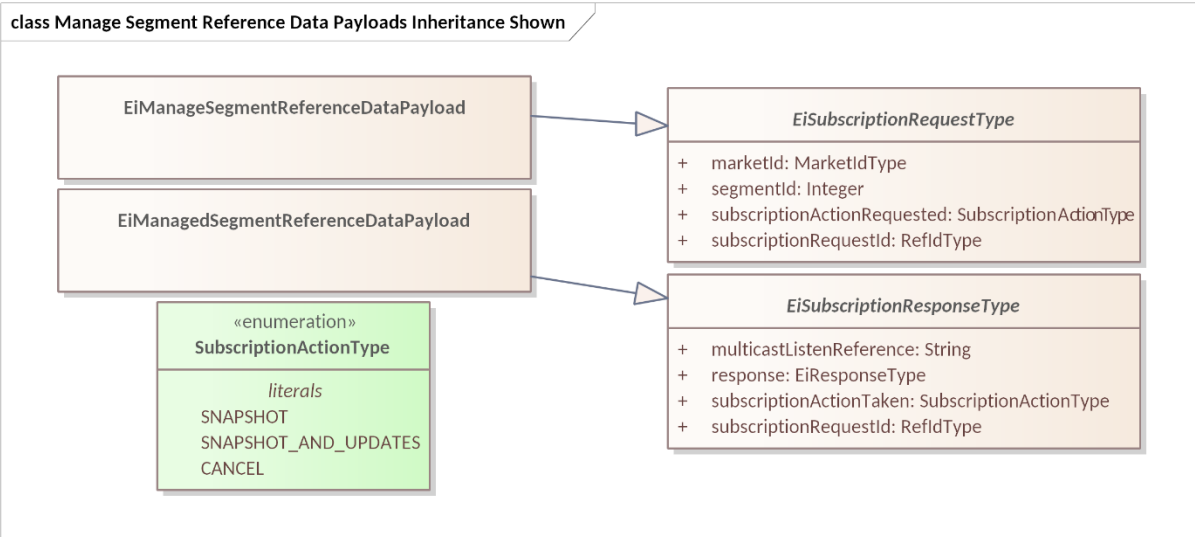 class Manage Segment Reference Data Payloads Inheritance Shown
EiManageSegmentReferenceDataPayload
EiManagedSegmentReferenceDataPayload
«enumeration»
SubscriptionActionType
literals
SNAPSHOT
SNAPSHOT_AND_UPDATES
CANCEL
EiSubscriptionRequestType
+ marketId: MarketIdType
+ segmentId: Integer
+ subscriptionActionRequested: SubscriptionActionType
+ subscriptionRequestId: RefIdType
EiSubscriptionResponseType
+ multicastListenReference: String
+ response: EiResponseType
+ subscriptionActionTaken: SubscriptionActionType
+ subscriptionRequestId: RefIdType